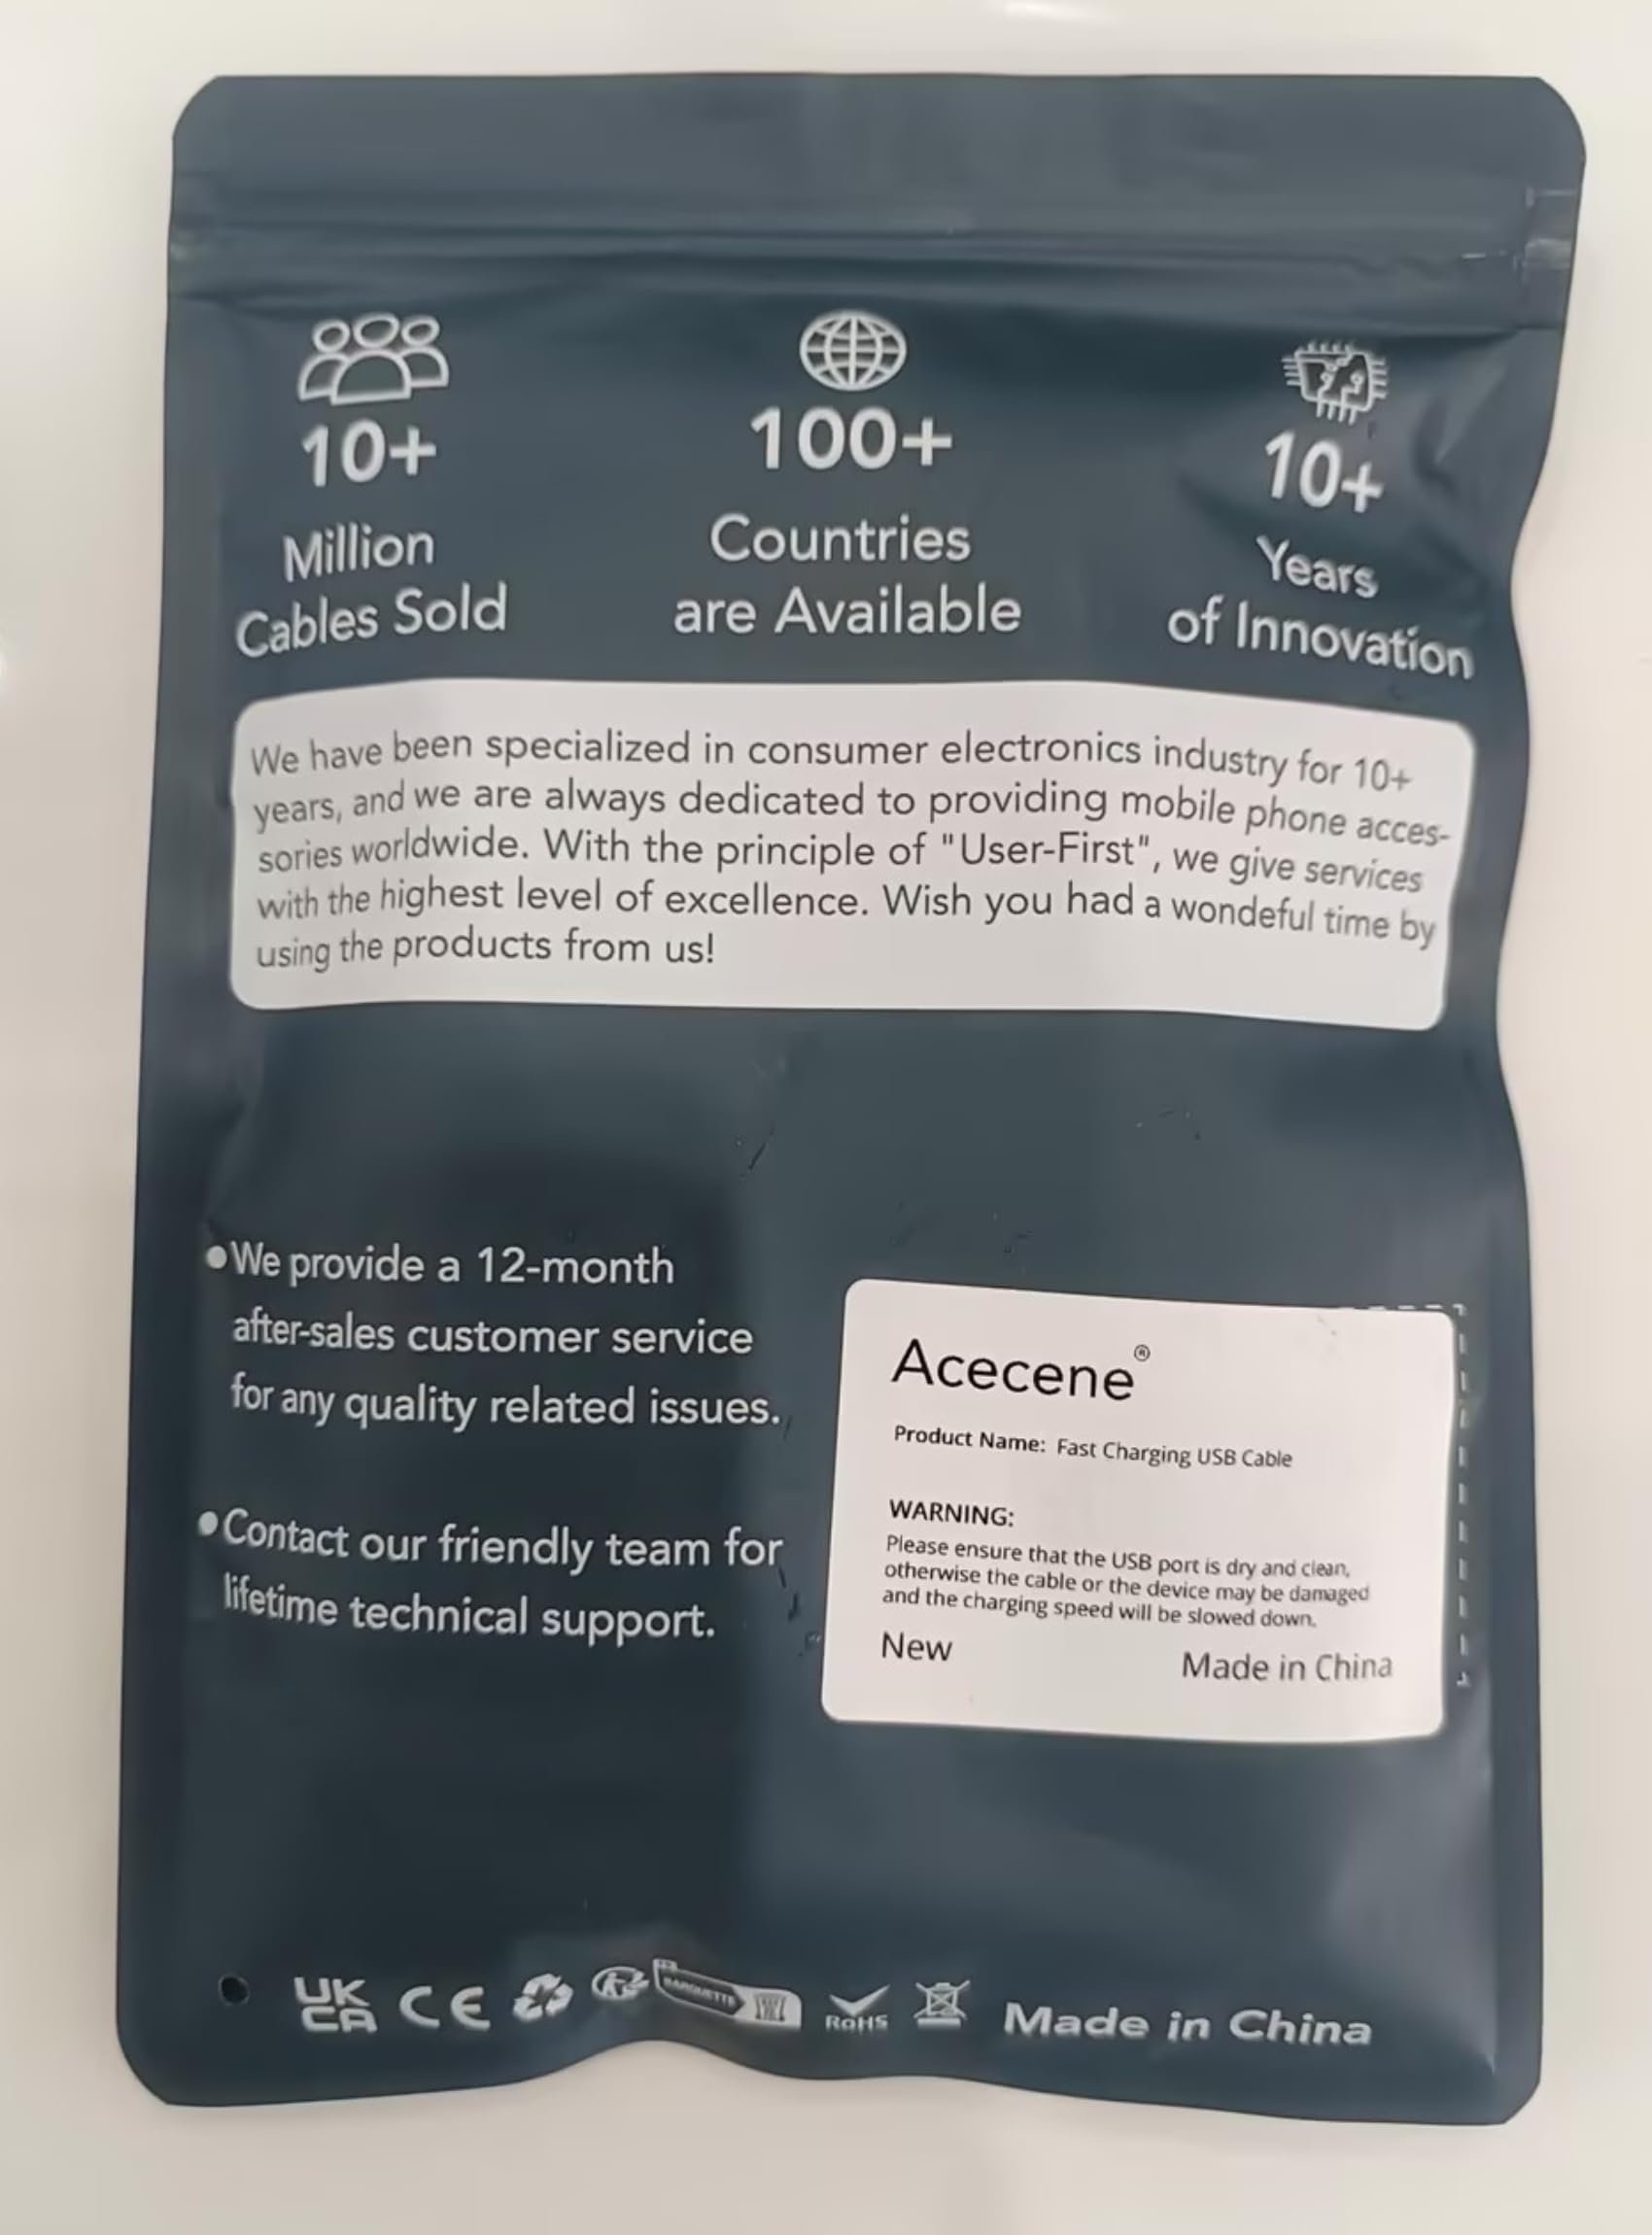 10+
Million
Cables Sold
100+
Countries
are Available
10+
Years
of Innovation
We have been specialized in consumer electronics industry for 10+
years, and we are always dedicated to providing mobile phone acces-
sories worldwide. With the principle of "User-First", we give services
with the highest level of excellence. Wish you had a wondeful time by
using the products from us!
•We provide a 12-month
after-sales customer service
for any quality related issues.
•Contact our friendly team for
lifetime technical support.
Acecene®
Product Name: Fast Charging USB Cable
WARNING:
Please ensure that the USB port is dry and clean,
otherwise the cable or the device may be damaged
and the charging speed will be slowed down.
New Made in China
UK
CA CE BARQUETTE RoHS Made in China